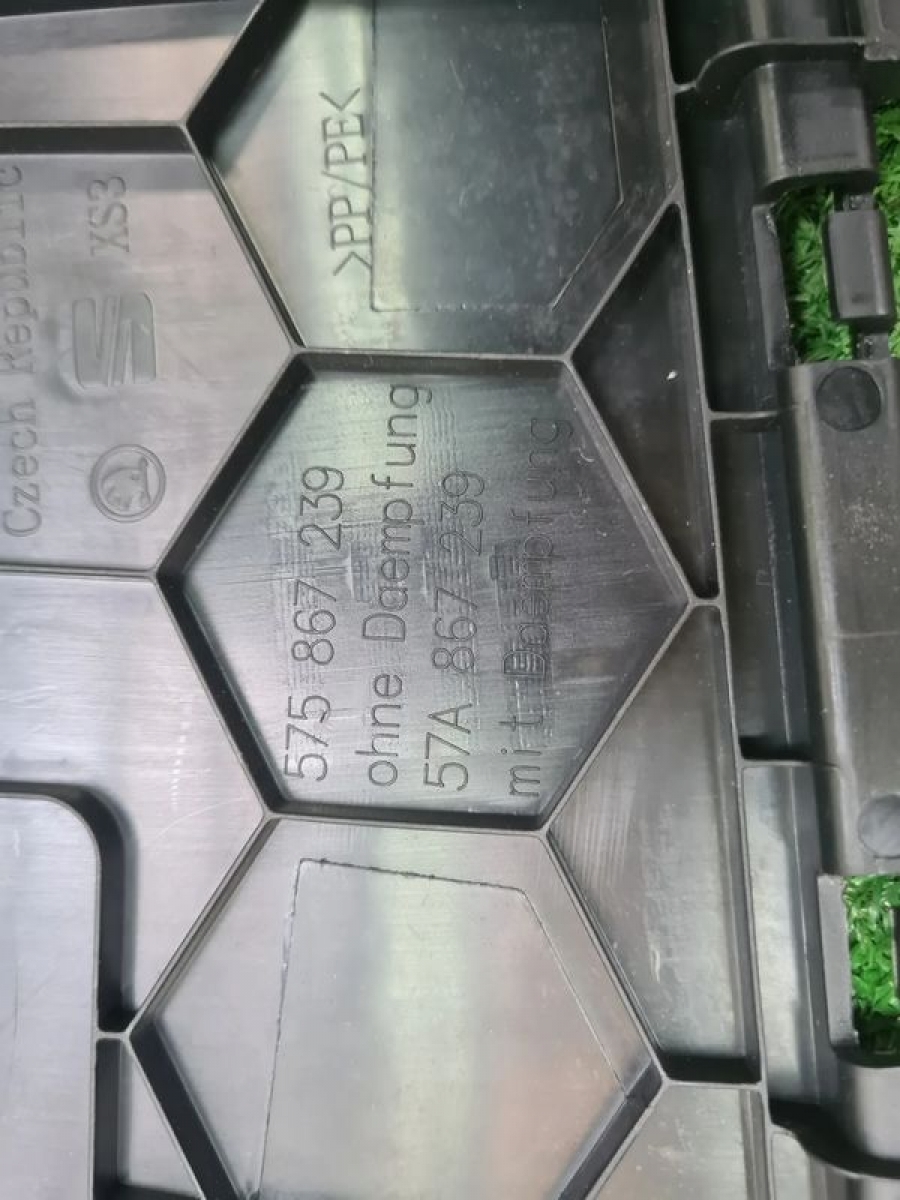 Czech Republic
XS3
>PP/PE<
575 867 239
ohne Daempfung
57A 867 239
mit Daempfung